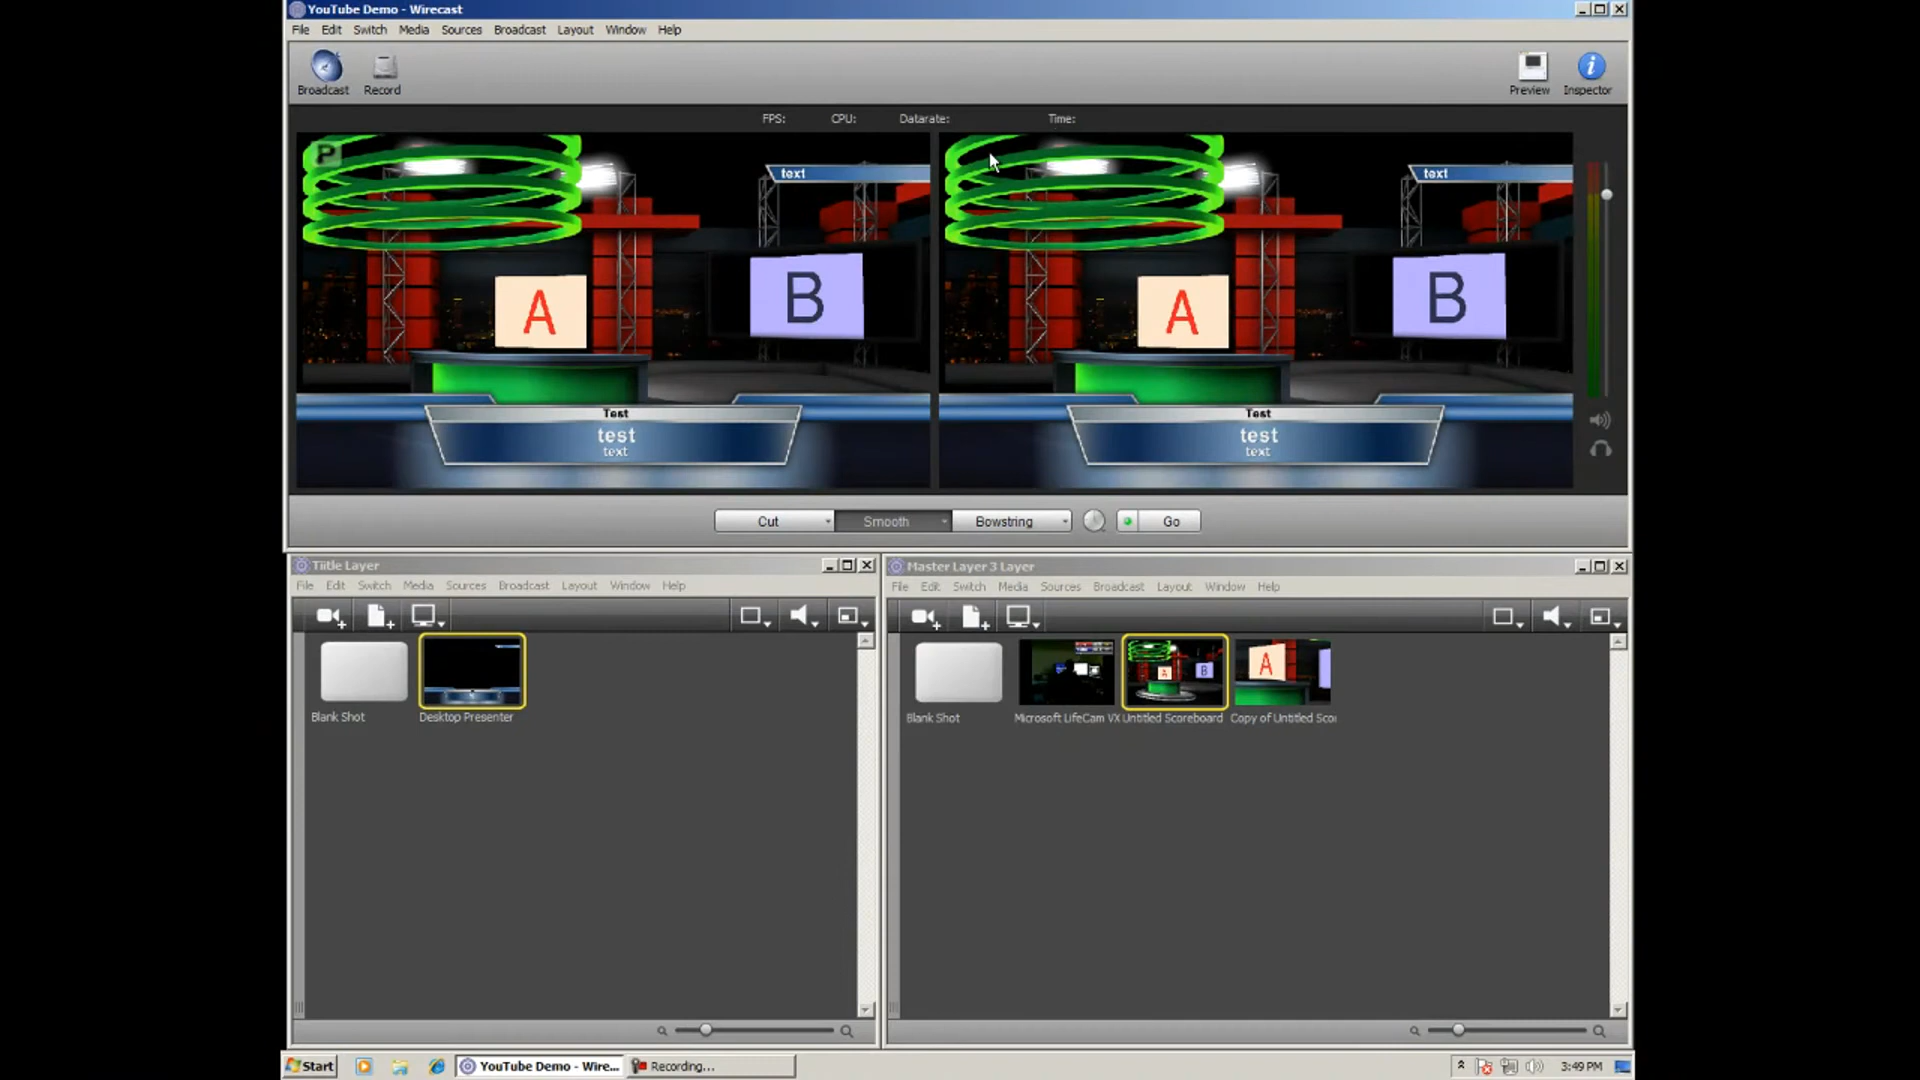 YouTube Demo - Wirecast
File Edit Switch Media Sources Broadcast Layout Window Help
Broadcast Record Preview Inspector
FPS: CPU: Datarate: Time:
P
text
A
B
Test
test
text
text
A
B
Test
test
text
Cut Smooth Bowstring Go
Tiitle Layer
File Edit Switch Media Sources Broadcast Layout Window Help
Blank Shot Desktop Presenter
Master Layer 3 Layer
File Edit Switch Media Sources Broadcast Layout Window Help
A B
A
Blank Shot Microsoft LifeCam VX Untitled Scoreboard Copy of Untitled Scor
Start YouTube Demo - Wire... Recording... 3:49 PM